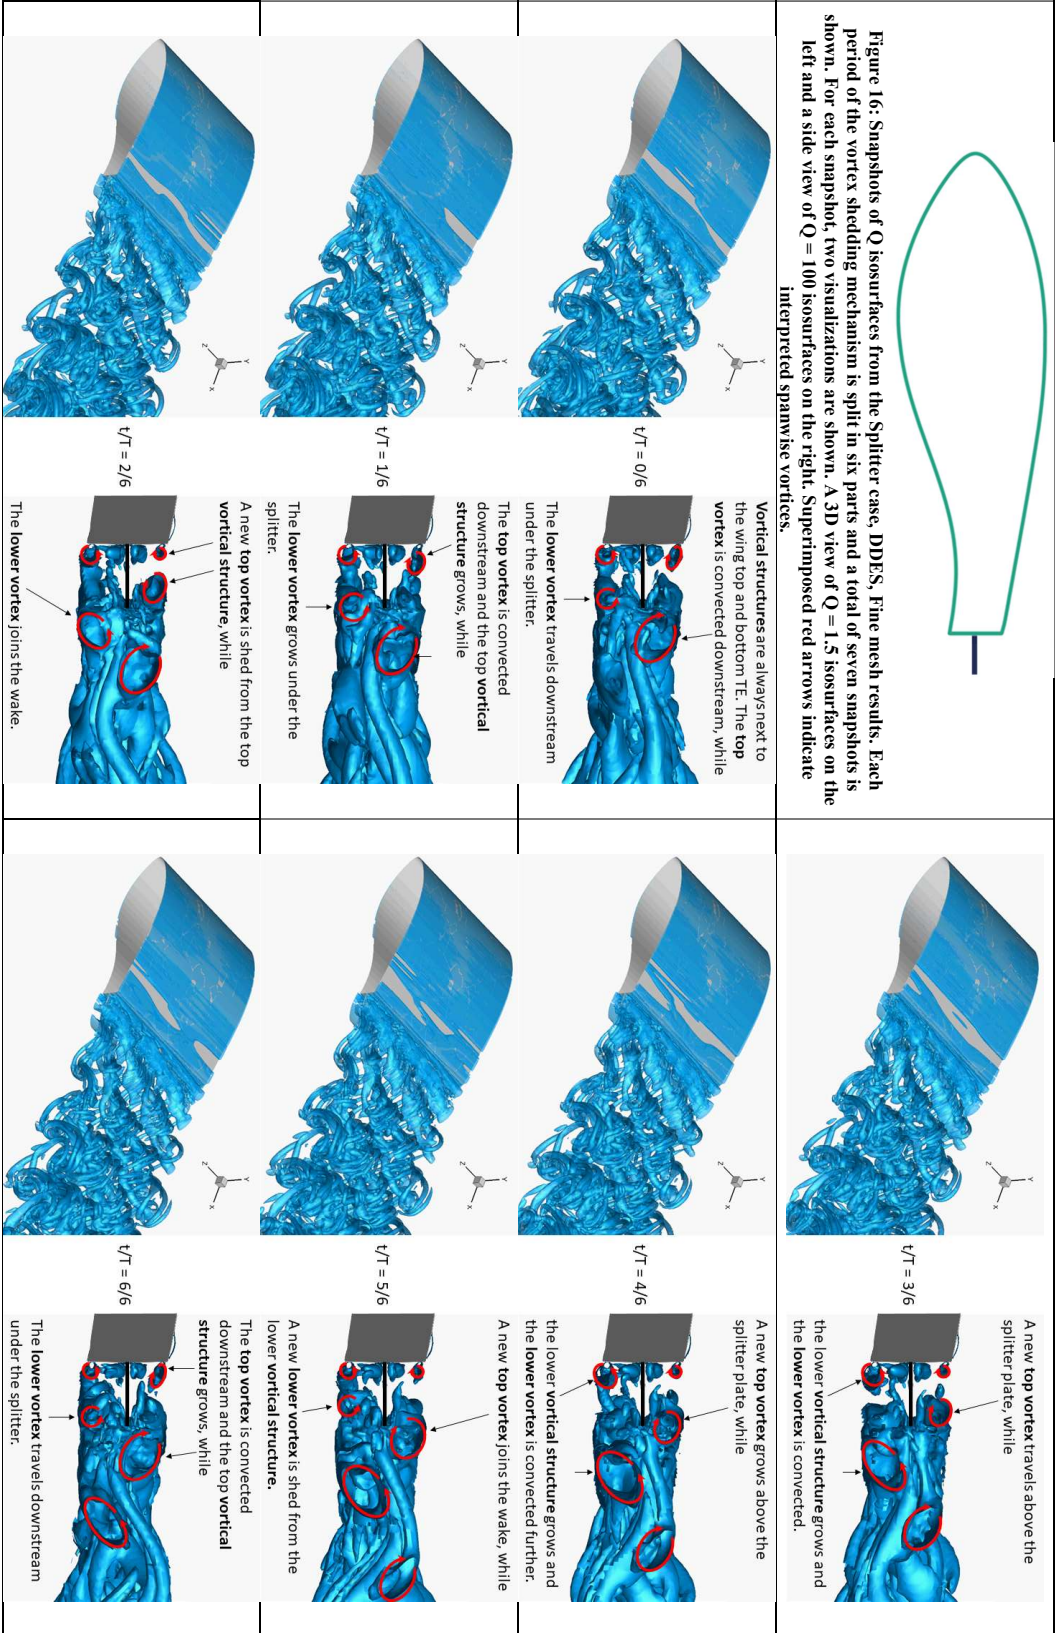 Figure 16: Snapshots of Q isosurfaces from the Splitter case, DDES, Fine mesh results. Each
period of the vortex shedding mechanism is split in six parts and a total of seven snapshots is
shown. For each snapshot, two visualizations are shown. A 3D view of Q = 1.5 isosurfaces on the
left and a side view of Q = 100 isosurfaces on the right. Superimposed red arrows indicate
interpreted spanwise vortices.
Y
Z
X
t/T = 0/6
Vortical structures are always next to
the wing top and bottom TE. The top
vortex is convected downstream, while
The lower vortex travels downstream
under the splitter.
Y
Z
X
t/T = 1/6
The top vortex is convected
downstream and the top vortical
structure grows, while
The lower vortex grows under the
splitter.
Y
Z
X
t/T = 2/6
A new top vortex is shed from the top
vortical structure, while
The lower vortex joins the wake.
Y
Z
X
t/T = 3/6
A new top vortex travels above the
splitter plate, while
the lower vortical structure grows and
the lower vortex is convected.
Y
Z
X
t/T = 4/6
A new top vortex grows above the
splitter plate, while
the lower vortical structure grows and
the lower vortex is convected further.
Y
Z
X
t/T = 5/6
A new top vortex joins the wake, while
A new lower vortex is shed from the
lower vortical structure.
Y
Z
X
t/T = 6/6
The top vortex is convected
downstream and the top vortical
structure grows, while
The lower vortex travels downstream
under the splitter.